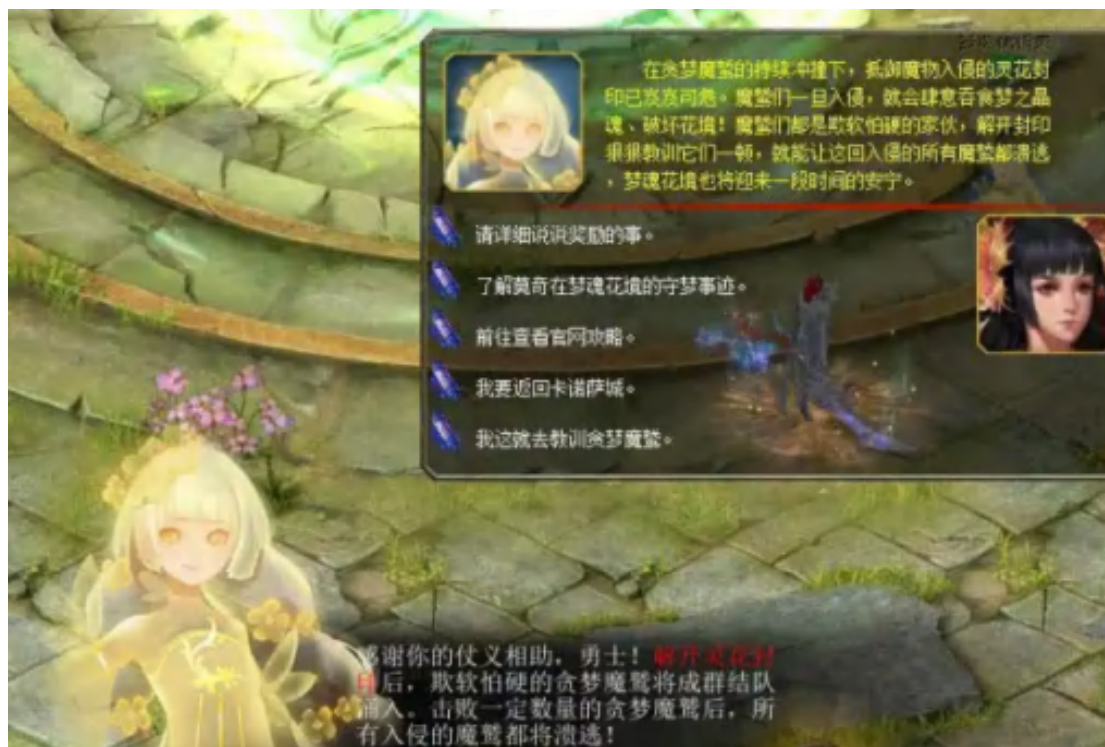 在贪梦魔鹫的持续冲撞下，抵御魔物入侵的灵花封
印已岌岌可危。魔鹫们一旦入侵，就会肆意吞食梦之晶
魂、破坏花境！魔鹫们都是欺软怕硬的家伙，解开封印
狠狠教训它们一顿，就能让这回入侵的所有魔鹫都溃逃
，梦魂花境也将迎来一段时间的安宁。
请详细说说奖励的事。
了解莫奇在梦魂花境的守梦事迹。
前往查看官网攻略。
我要返回卡诺萨城。
我这就去教训贪梦魔鹫。
感谢你的仗义相助，勇士！解开灵花封
印后，欺软怕硬的贪梦魔鹫将成群结队
涌入。击败一定数量的贪梦魔鹫后，所
有入侵的魔鹫都将溃逃！